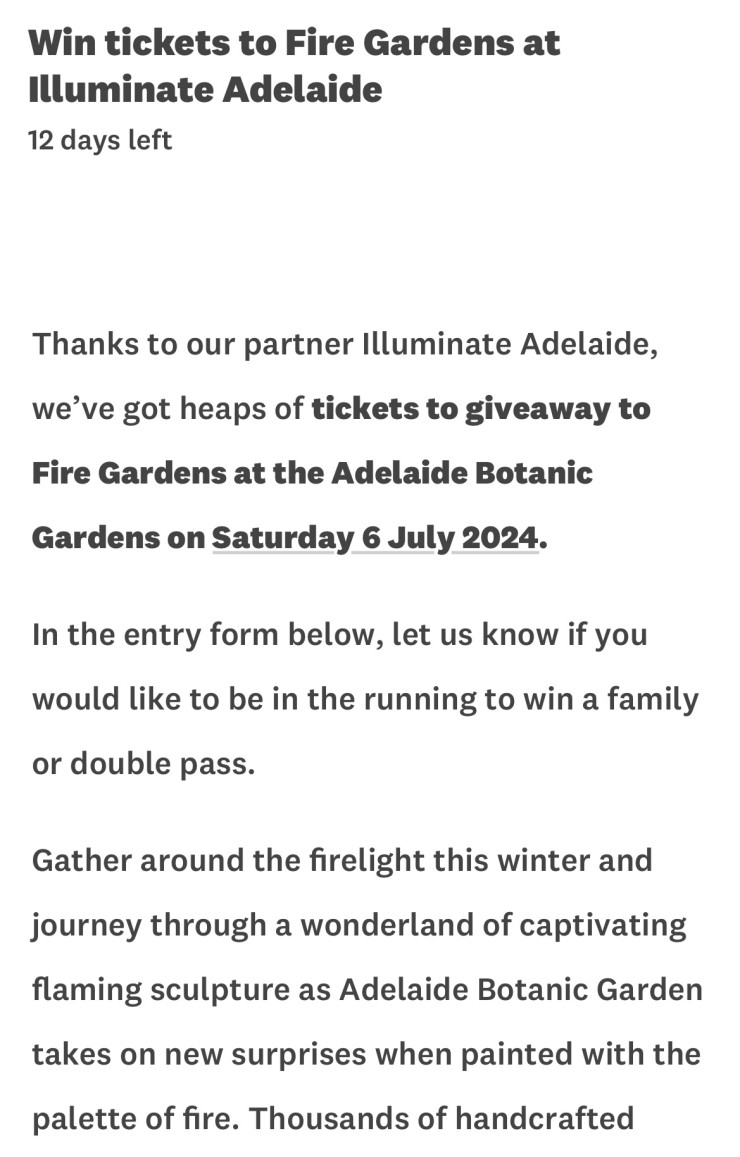 Win tickets to Fire Gardens at
Illuminate Adelaide
12 days left
Thanks to our partner Illuminate Adelaide,
we’ve got heaps of tickets to giveaway to
Fire Gardens at the Adelaide Botanic
Gardens on Saturday 6 July 2024.
In the entry form below, let us know if you
would like to be in the running to win a family
or double pass.
Gather around the firelight this winter and
journey through a wonderland of captivating
flaming sculpture as Adelaide Botanic Garden
takes on new surprises when painted with the
palette of fire. Thousands of handcrafted